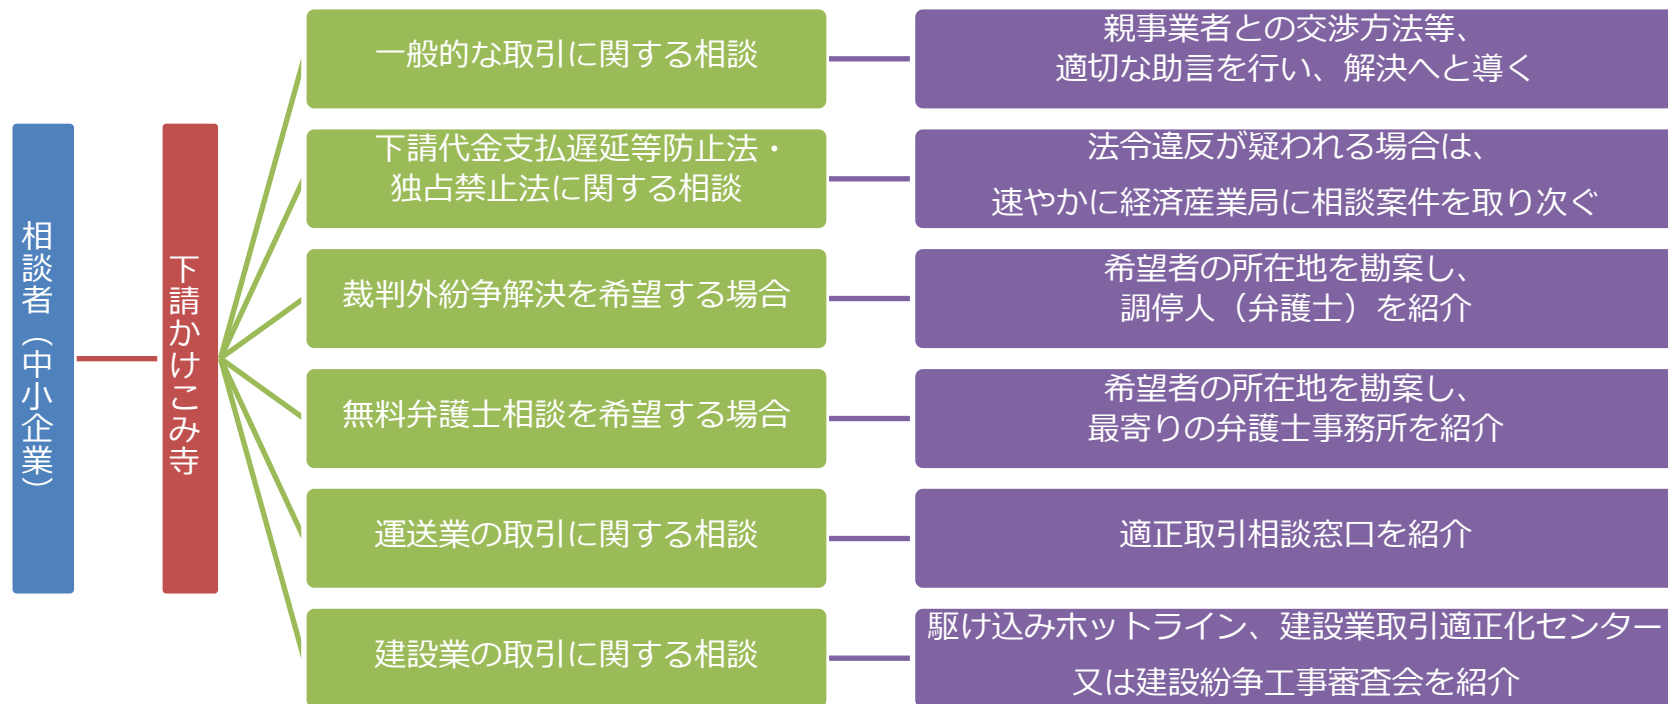 相談者（中小企業）
下請かけこみ寺
一般的な取引に関する相談
親事業者との交渉方法等、
適切な助言を行い、解決へと導く
下請代金支払遅延等防止法・
独占禁止法に関する相談
法令違反が疑われる場合は、
速やかに経済産業局に相談案件を取り次ぐ
裁判外紛争解決を希望する場合
希望者の所在地を勘案し、
調停人（弁護士）を紹介
無料弁護士相談を希望する場合
希望者の所在地を勘案し、
最寄りの弁護士事務所を紹介
運送業の取引に関する相談
適正取引相談窓口を紹介
建設業の取引に関する相談
駆け込みホットライン、建設業取引適正化センター
又は建設紛争工事審査会を紹介